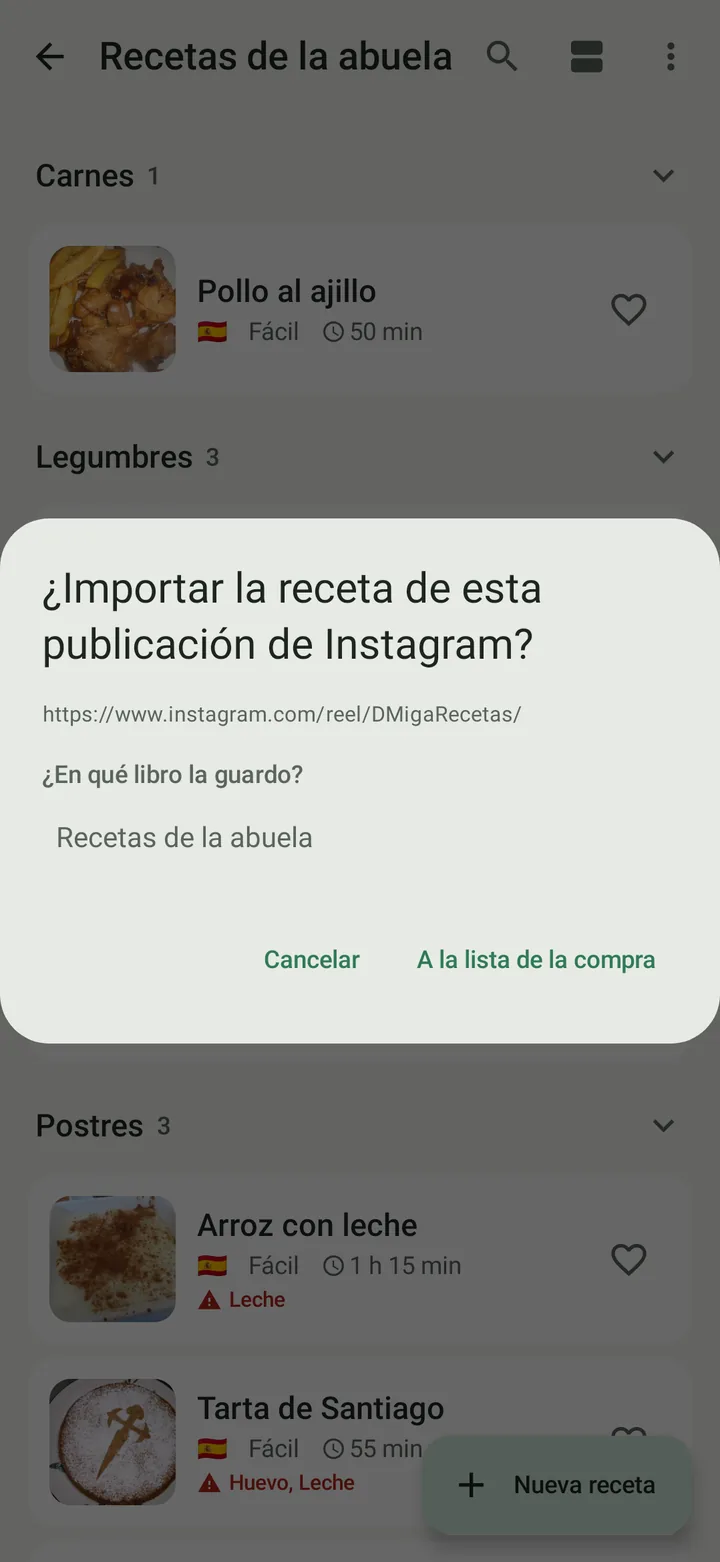 Recetas de la abuela
Carnes 1
Pollo al ajillo
Fácil 50 min
Legumbres 3
¿Importar la receta de esta
publicación de Instagram?
https://www.instagram.com/reel/DMigaRecetas/
¿En qué libro la guardo?
Recetas de la abuela
Cancelar
A la lista de la compra
Postres 3
Arroz con leche
Fácil 1 h 15 min
Leche
Tarta de Santiago
Fácil 55 min
Huevo, Leche
Nueva receta